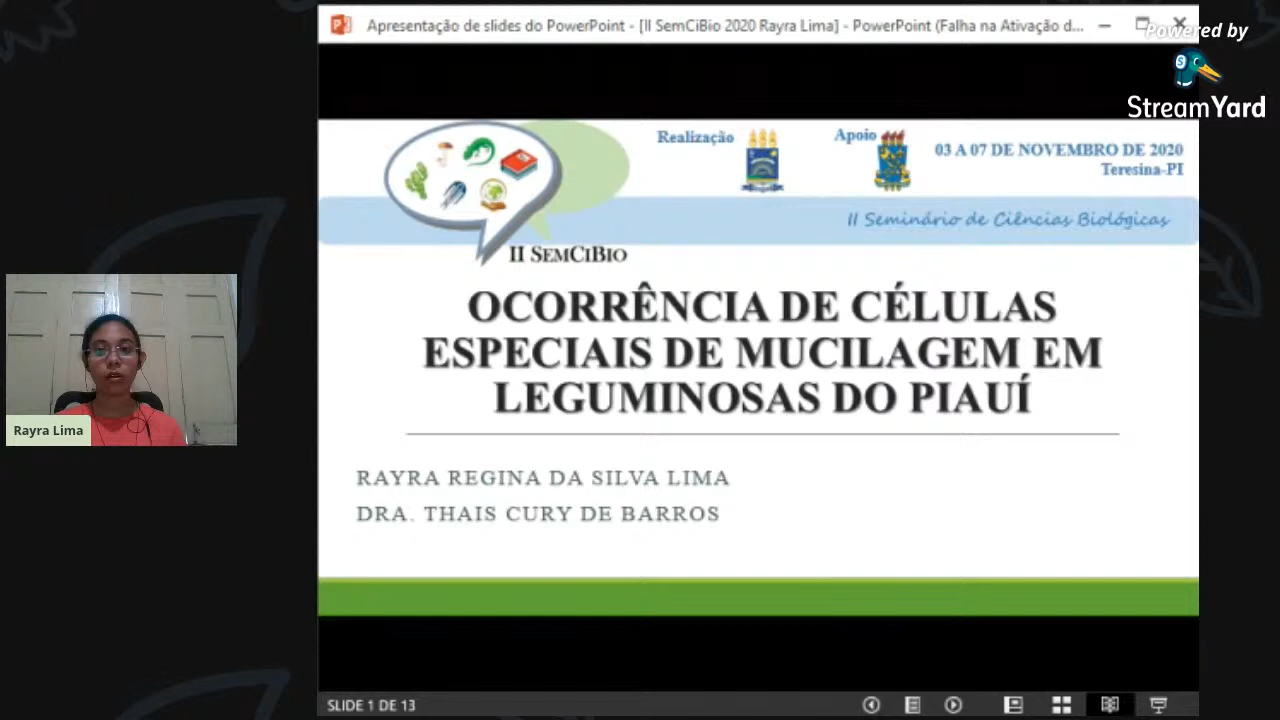 Apresentação de slides do PowerPoint - [II SemCiBio 2020 Rayra Lima] - PowerPoint (Falha na Ativação d...
Powered by
StreamYard
Realização
Apoio
03 A 07 DE NOVEMBRO DE 2020
Teresina-PI
II Seminário de Ciências Biológicas
II SEMCIBIO
OCORRÊNCIA DE CÉLULAS
ESPECIAIS DE MUCILAGEM EM
LEGUMINOSAS DO PIAUÍ
RAYRA REGINA DA SILVA LIMA
DRA. THAIS CURY DE BARROS
Rayra Lima
SLIDE 1 DE 13